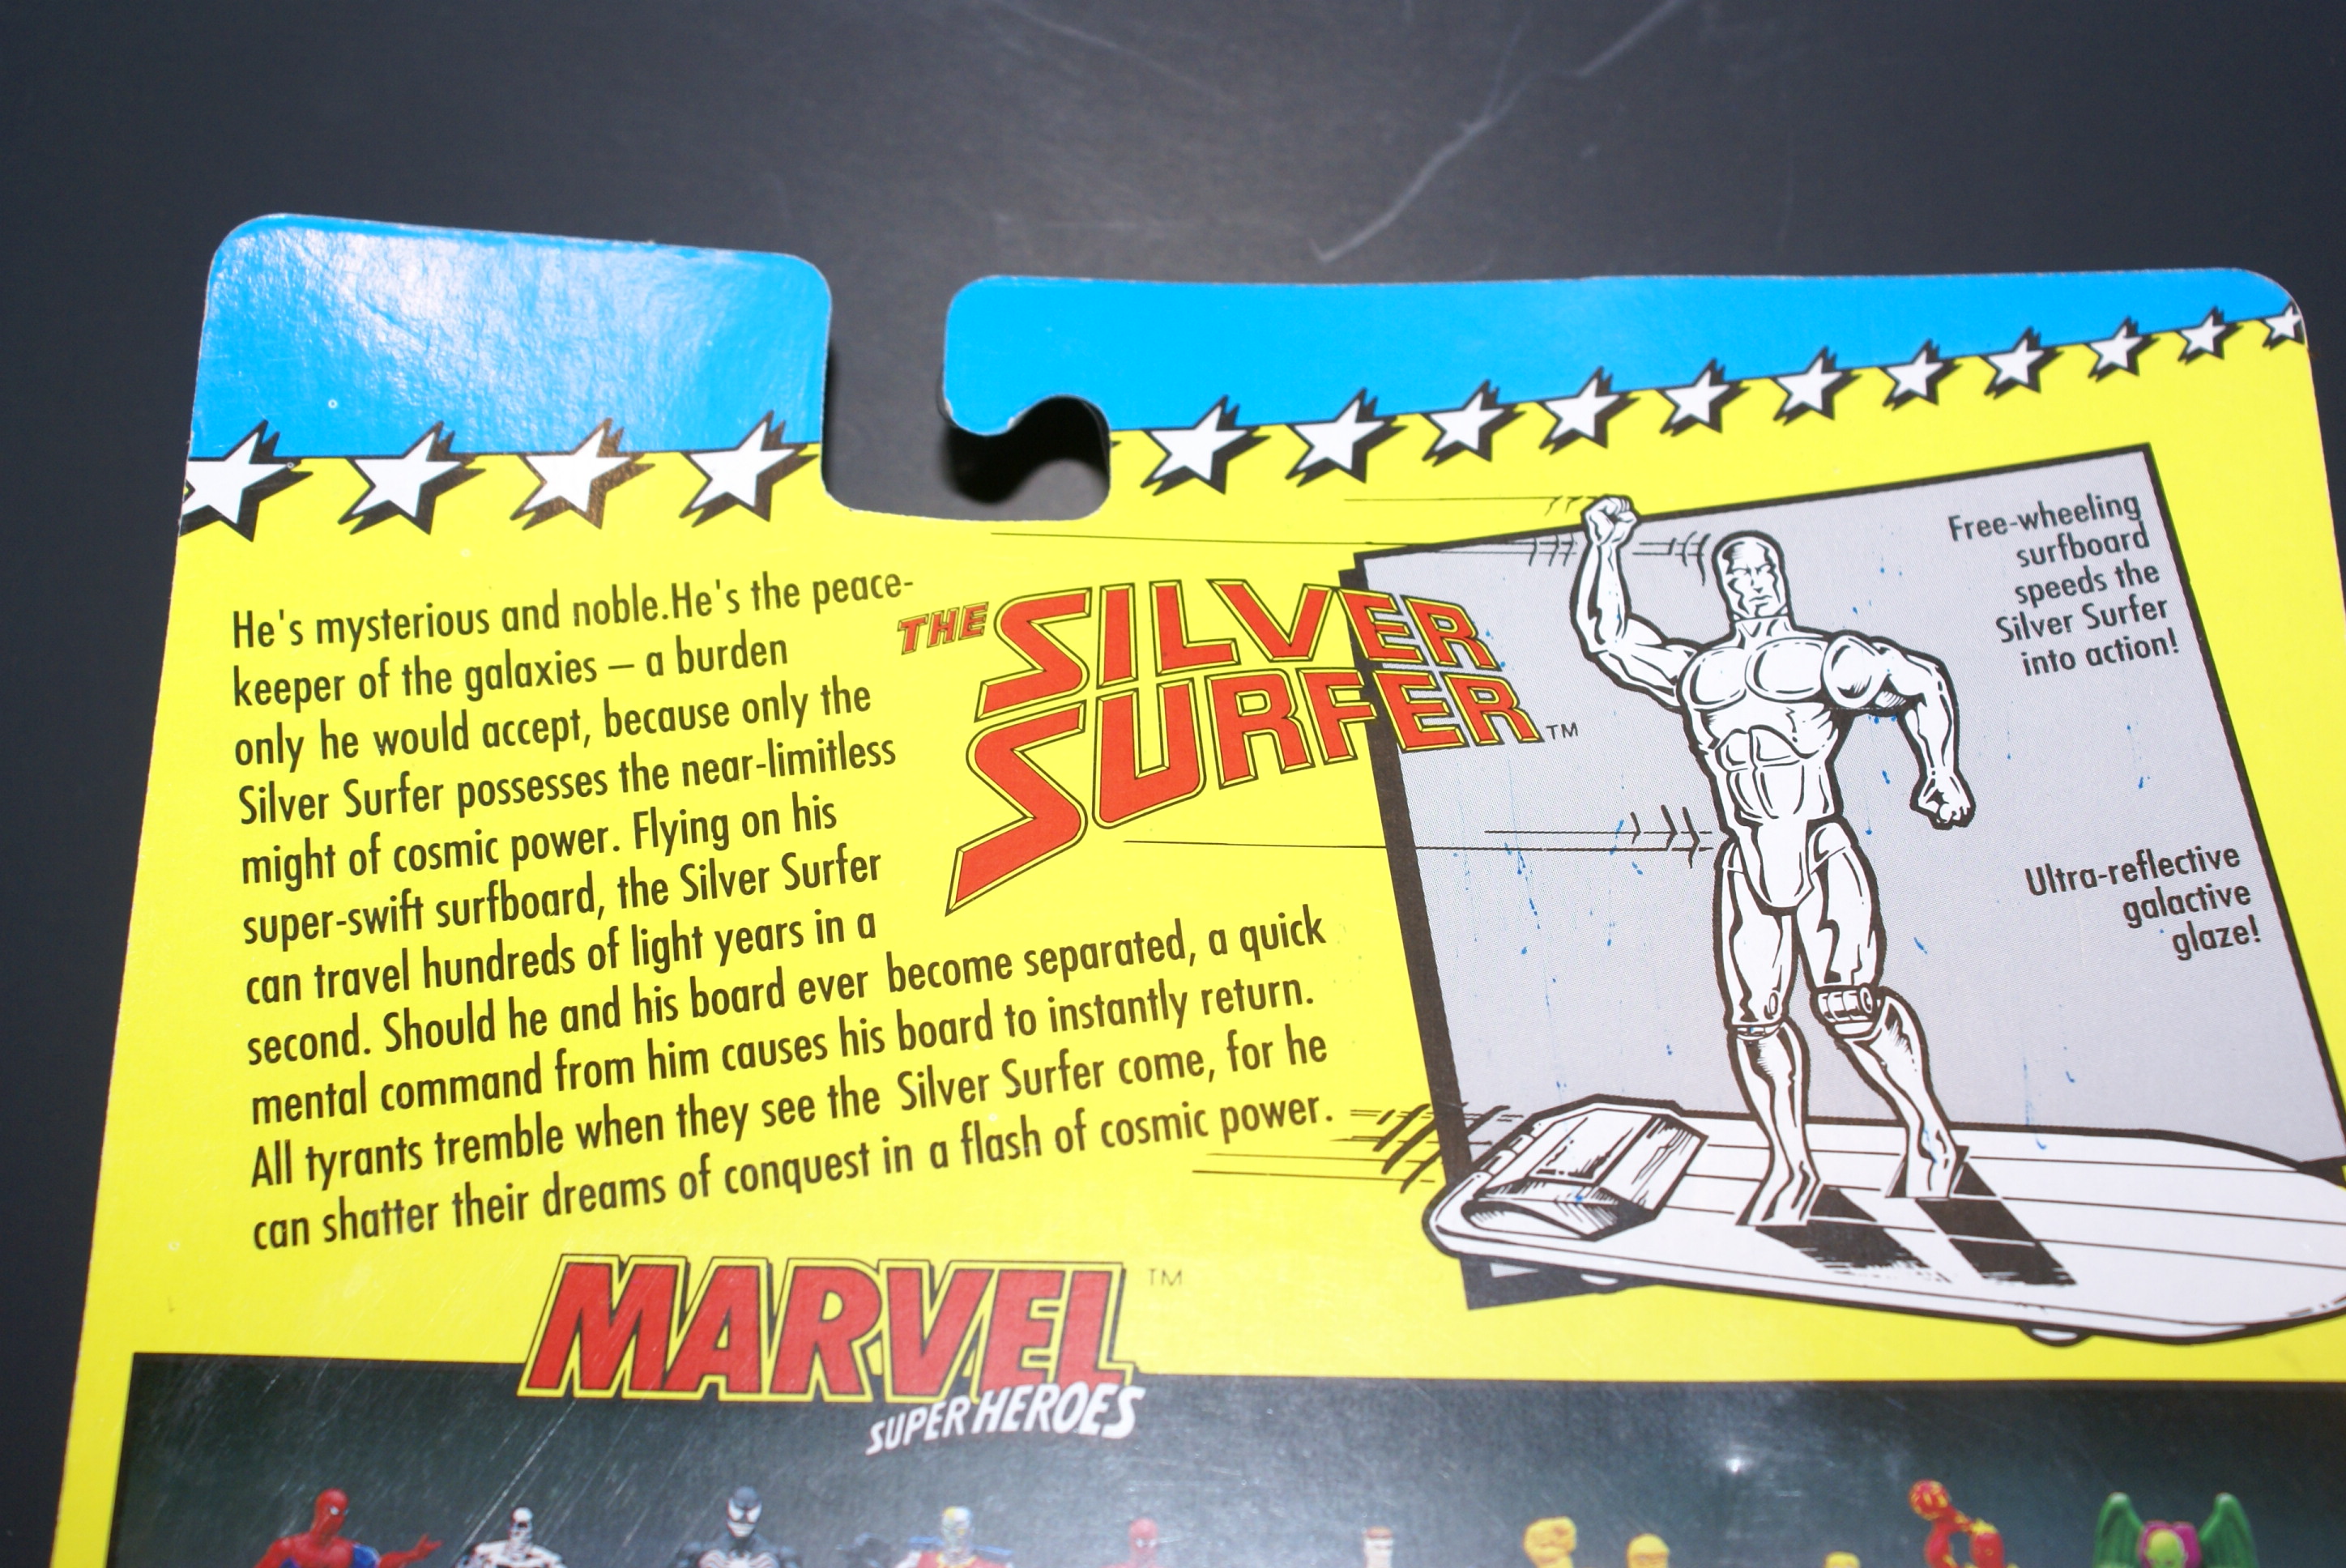 He's mysterious and noble.He's the peace-
keeper of the galaxies – a burden
only he would accept, because only the
Silver Surfer possesses the near-limitless
might of cosmic power. Flying on his
super-swift surfboard, the Silver Surfer
can travel hundreds of light years in a
second. Should he and his board ever become separated, a quick
mental command from him causes his board to instantly return.
All tyrants tremble when they see the Silver Surfer come, for he
can shatter their dreams of conquest in a flash of cosmic power.
THE SILVER
SURFER™
Free-wheeling
surfboard
speeds the
Silver Surfer
into action!
Ultra-reflective
galactive
glaze!
MARVEL™
SUPER HEROES